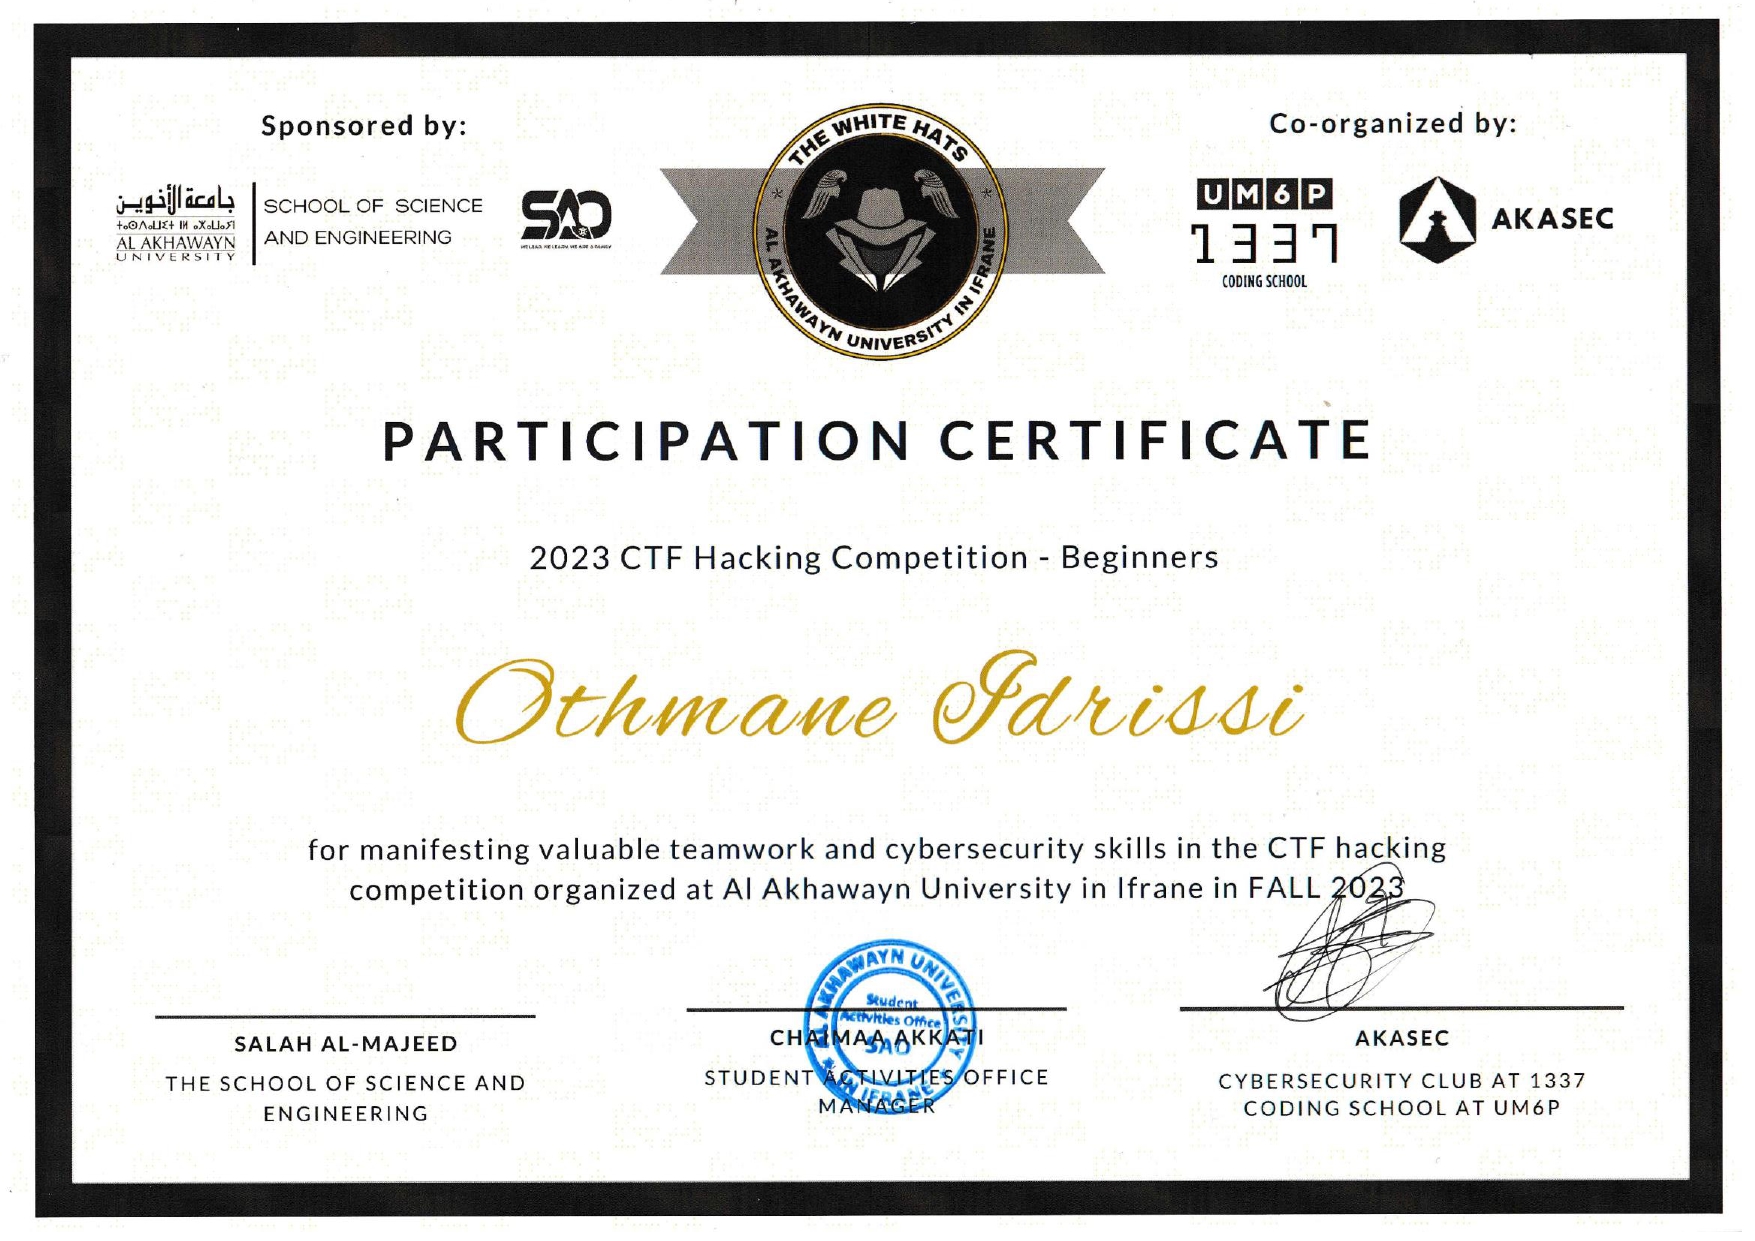 Sponsored by:
جامعة الأخوين
ⵜⴰⵙⴷⴰⵡⵉⵜ ⵏ ⵍⴰⵅⴰⵡⴰⵢⵏ
AL AKHAWAYN
UNIVERSITY
SCHOOL OF SCIENCE
AND ENGINEERING
SAO
THE WHITE HATS
AL AKHAWAYN UNIVERSITY IN IFRANE
Co-organized by:
UM6P
1337
CODING SCHOOL
AKASEC
PARTICIPATION CERTIFICATE
2023 CTF Hacking Competition - Beginners
Othmane Idrissi
for manifesting valuable teamwork and cybersecurity skills in the CTF hacking
competition organized at Al Akhawayn University in Ifrane in FALL 2023
SALAH AL-MAJEED
THE SCHOOL OF SCIENCE AND
ENGINEERING
AL AKHAWAYN UNIVERSITY
IN IFRANE
Student
Activities Office
SAO
CHAIMAA AKKATI
STUDENT ACTIVITIES OFFICE
MANAGER
AKASEC
CYBERSECURITY CLUB AT 1337
CODING SCHOOL AT UM6P